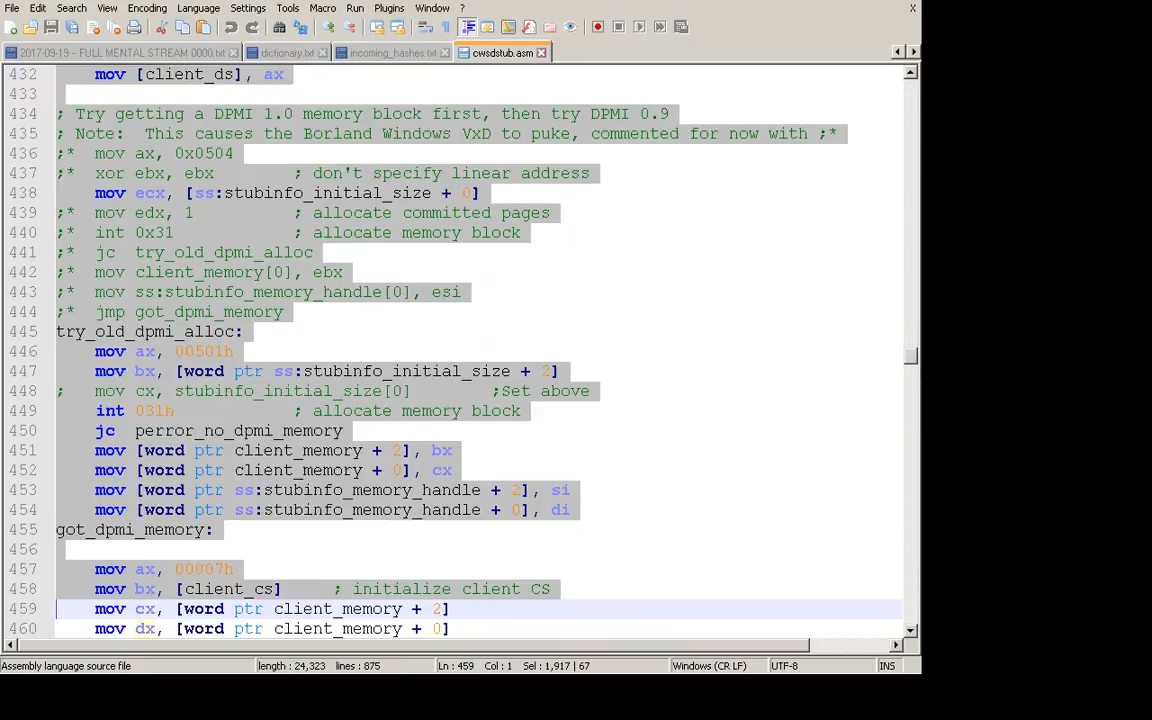 File Edit Search View Encoding Language Settings Tools Macro Run Plugins Window ? X
2017-09-19 – FULL MENTAL STREAM 0000.txt dictionary.txt incoming_hashes.txt cwsdstub.asm
432 mov [client_ds], ax
433
434 ; Try getting a DPMI 1.0 memory block first, then try DPMI 0.9
435 ; Note: This causes the Borland Windows VxD to puke, commented for now with ;*
436 ;* mov ax, 0x0504
437 ;* xor ebx, ebx ; don't specify linear address
438 mov ecx, [ss:stubinfo_initial_size + 0]
439 ;* mov edx, 1 ; allocate committed pages
440 ;* int 0x31 ; allocate memory block
441 ;* jc try_old_dpmi_alloc
442 ;* mov client_memory[0], ebx
443 ;* mov ss:stubinfo_memory_handle[0], esi
444 ;* jmp got_dpmi_memory
445 try_old_dpmi_alloc:
446 mov ax, 00501h
447 mov bx, [word ptr ss:stubinfo_initial_size + 2]
448 ; mov cx, stubinfo_initial_size[0] ;Set above
449 int 031h ; allocate memory block
450 jc perror_no_dpmi_memory
451 mov [word ptr client_memory + 2], bx
452 mov [word ptr client_memory + 0], cx
453 mov [word ptr ss:stubinfo_memory_handle + 2], si
454 mov [word ptr ss:stubinfo_memory_handle + 0], di
455 got_dpmi_memory:
456
457 mov ax, 00007h
458 mov bx, [client_cs] ; initialize client CS
459 mov cx, [word ptr client_memory + 2]
460 mov dx, [word ptr client_memory + 0]
Assembly language source file length : 24,323 lines : 875 Ln : 459 Col : 1 Sel : 1,917 | 67 Windows (CR LF) UTF-8 INS